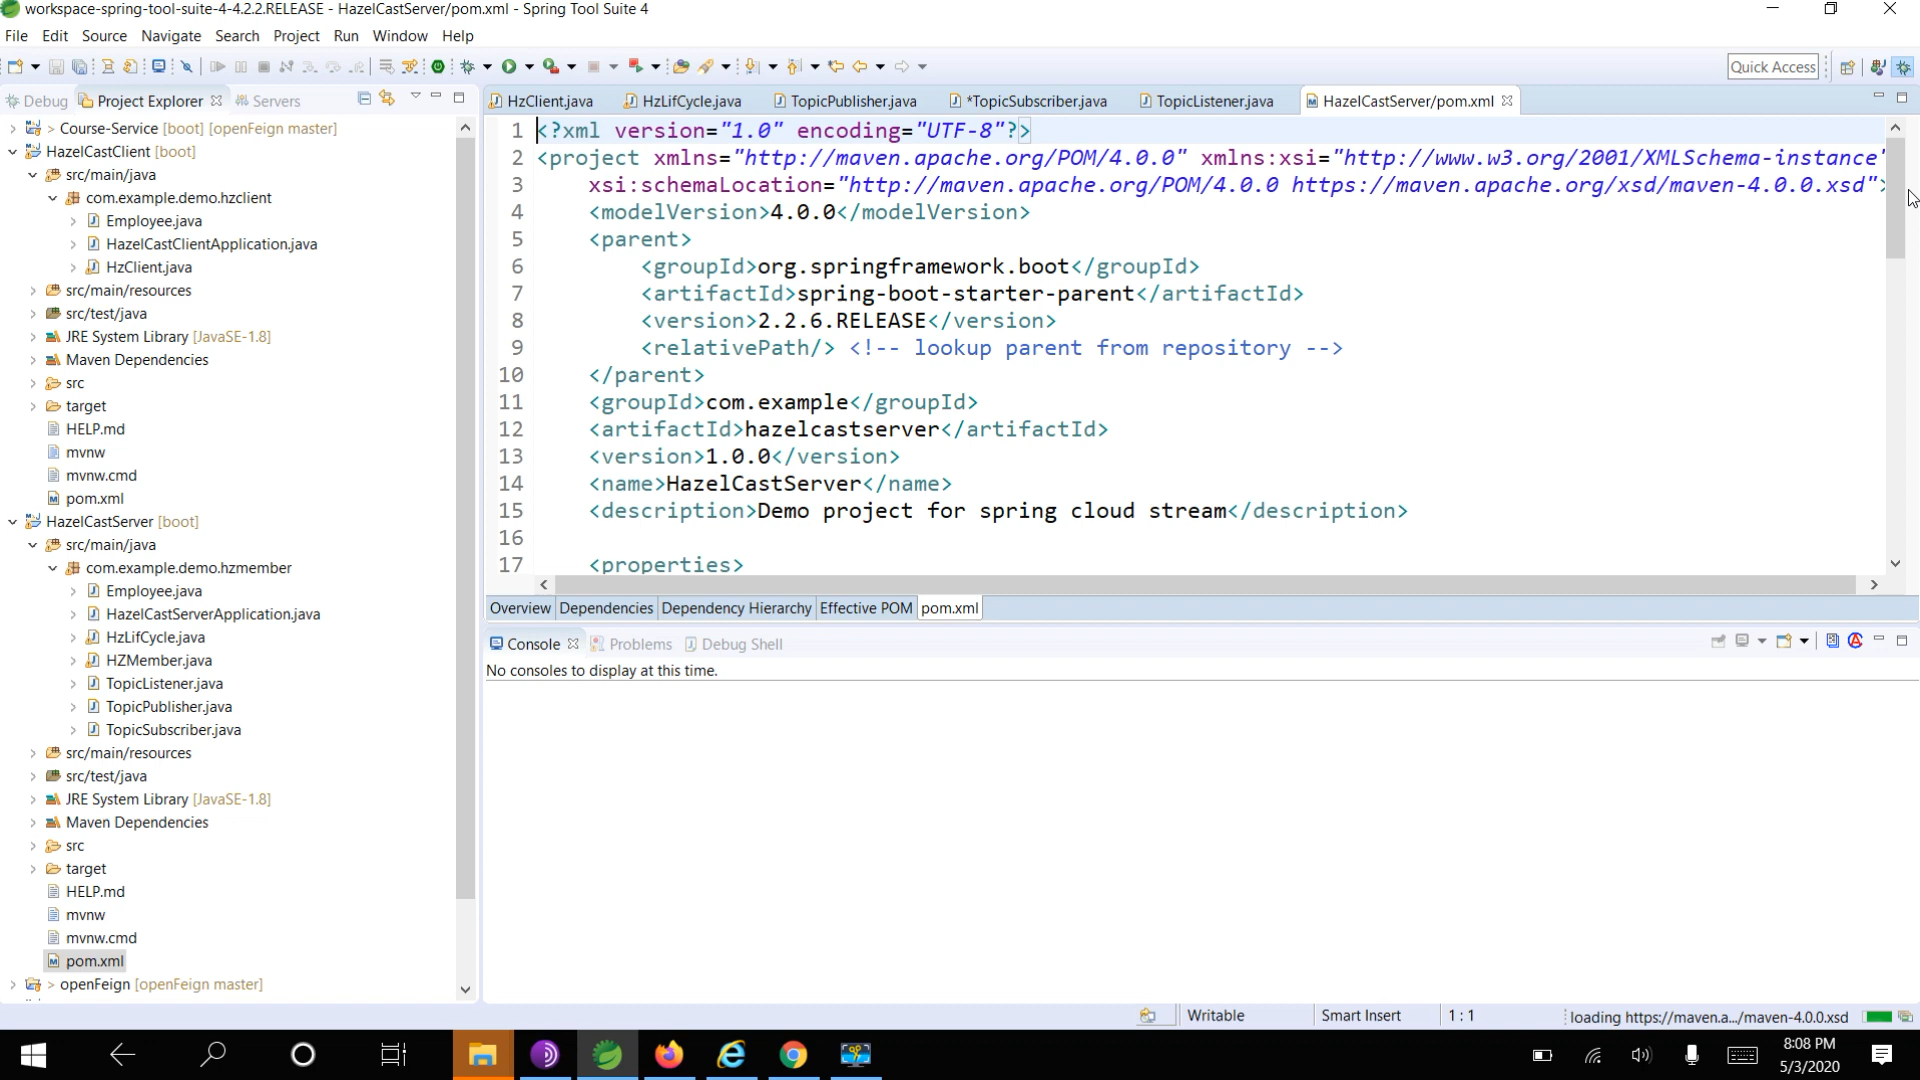 workspace-spring-tool-suite-4-4.2.2.RELEASE - HazelCastServer/pom.xml - Spring Tool Suite 4
File Edit Source Navigate Search Project Run Window Help
Quick Access
Debug Project Explorer Servers
HzClient.java HzLifCycle.java TopicPublisher.java *TopicSubscriber.java TopicListener.java HazelCastServer/pom.xml
> Course-Service [boot] [openFeign master]
HazelCastClient [boot]
src/main/java
com.example.demo.hzclient
Employee.java
HazelCastClientApplication.java
HzClient.java
src/main/resources
src/test/java
JRE System Library [JavaSE-1.8]
Maven Dependencies
src
target
HELP.md
mvnw
mvnw.cmd
pom.xml
HazelCastServer [boot]
src/main/java
com.example.demo.hzmember
Employee.java
HazelCastServerApplication.java
HzLifCycle.java
HZMember.java
TopicListener.java
TopicPublisher.java
TopicSubscriber.java
src/main/resources
src/test/java
JRE System Library [JavaSE-1.8]
Maven Dependencies
src
target
HELP.md
mvnw
mvnw.cmd
pom.xml
> openFeign [openFeign master]
1 <?xml version="1.0" encoding="UTF-8"?>
2 <project xmlns="http://maven.apache.org/POM/4.0.0" xmlns:xsi="http://www.w3.org/2001/XMLSchema-instance"
3 xsi:schemaLocation="http://maven.apache.org/POM/4.0.0 https://maven.apache.org/xsd/maven-4.0.0.xsd">
4 <modelVersion>4.0.0</modelVersion>
5 <parent>
6 <groupId>org.springframework.boot</groupId>
7 <artifactId>spring-boot-starter-parent</artifactId>
8 <version>2.2.6.RELEASE</version>
9 <relativePath/> <!-- lookup parent from repository -->
10 </parent>
11 <groupId>com.example</groupId>
12 <artifactId>hazelcastserver</artifactId>
13 <version>1.0.0</version>
14 <name>HazelCastServer</name>
15 <description>Demo project for spring cloud stream</description>
16
17 <properties>
Overview Dependencies Dependency Hierarchy Effective POM pom.xml
Console Problems Debug Shell
No consoles to display at this time.
Writable Smart Insert 1 : 1 loading https://maven.a.../maven-4.0.0.xsd
8:08 PM
5/3/2020